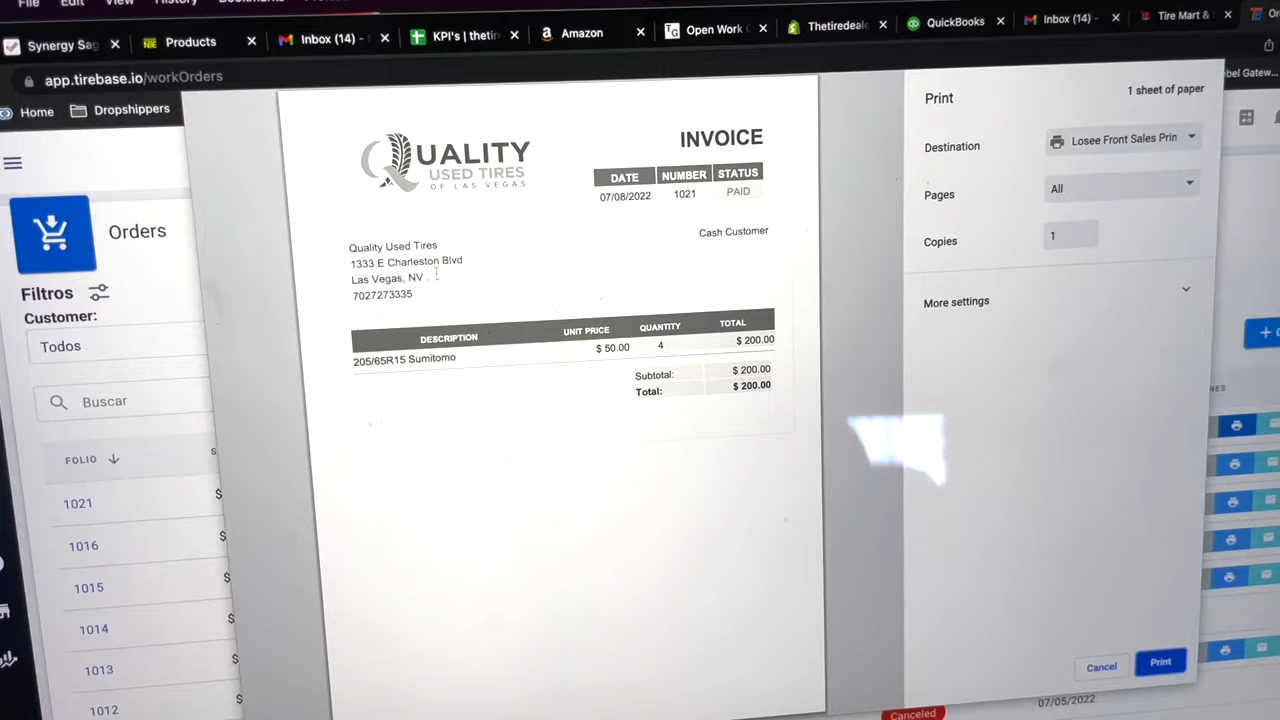 File Edit View History Bookmarks
Synergy Sag
Products
Inbox (14) -
KPI's | thetir
Amazon
Open Work
Thetiredeale
QuickBooks
Inbox (14) -
Tire Mart &
app.tirebase.io/workOrders
Home
Dropshippers
Orders
Filtros
Customer:
Todos
Buscar
FOLIO
1021
1016
1015
1014
1013
1012
QUALITY
USED TIRES
OF LAS VEGAS
INVOICE
DATE NUMBER STATUS
07/08/2022 1021 PAID
Cash Customer
Quality Used Tires
1333 E Charleston Blvd
Las Vegas, NV
7027273335
DESCRIPTION UNIT PRICE QUANTITY TOTAL
205/65R15 Sumitomo $ 50.00 4 $ 200.00
Subtotal: $ 200.00
Total: $ 200.00
Print
1 sheet of paper
Destination
Losee Front Sales Prin
Pages
All
Copies
1
More settings
Cancel
Print
Canceled
07/05/2022